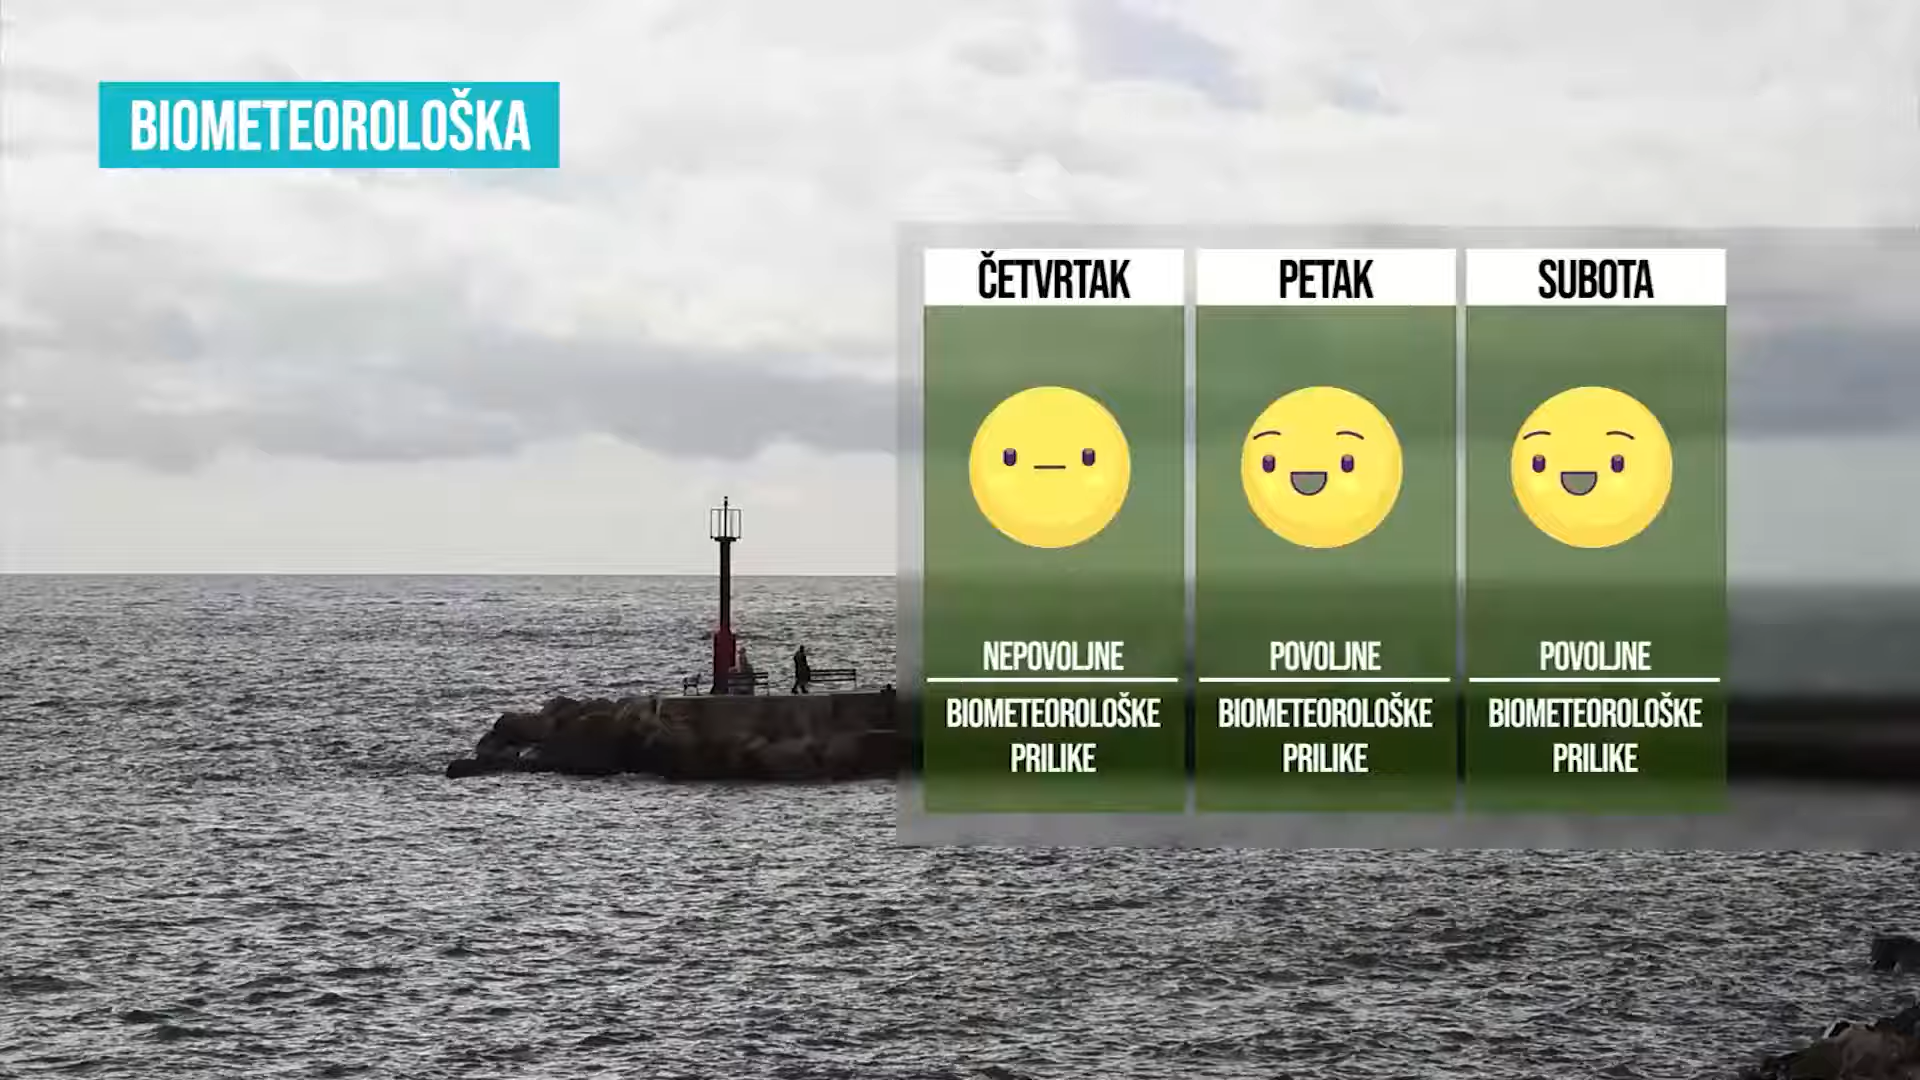 BIOMETEOROLOŠKA
ČETVRTAK
NEPOVOLJNE
BIOMETEOROLOŠKE
PRILIKE
PETAK
POVOLJNE
BIOMETEOROLOŠKE
PRILIKE
SUBOTA
POVOLJNE
BIOMETEOROLOŠKE
PRILIKE